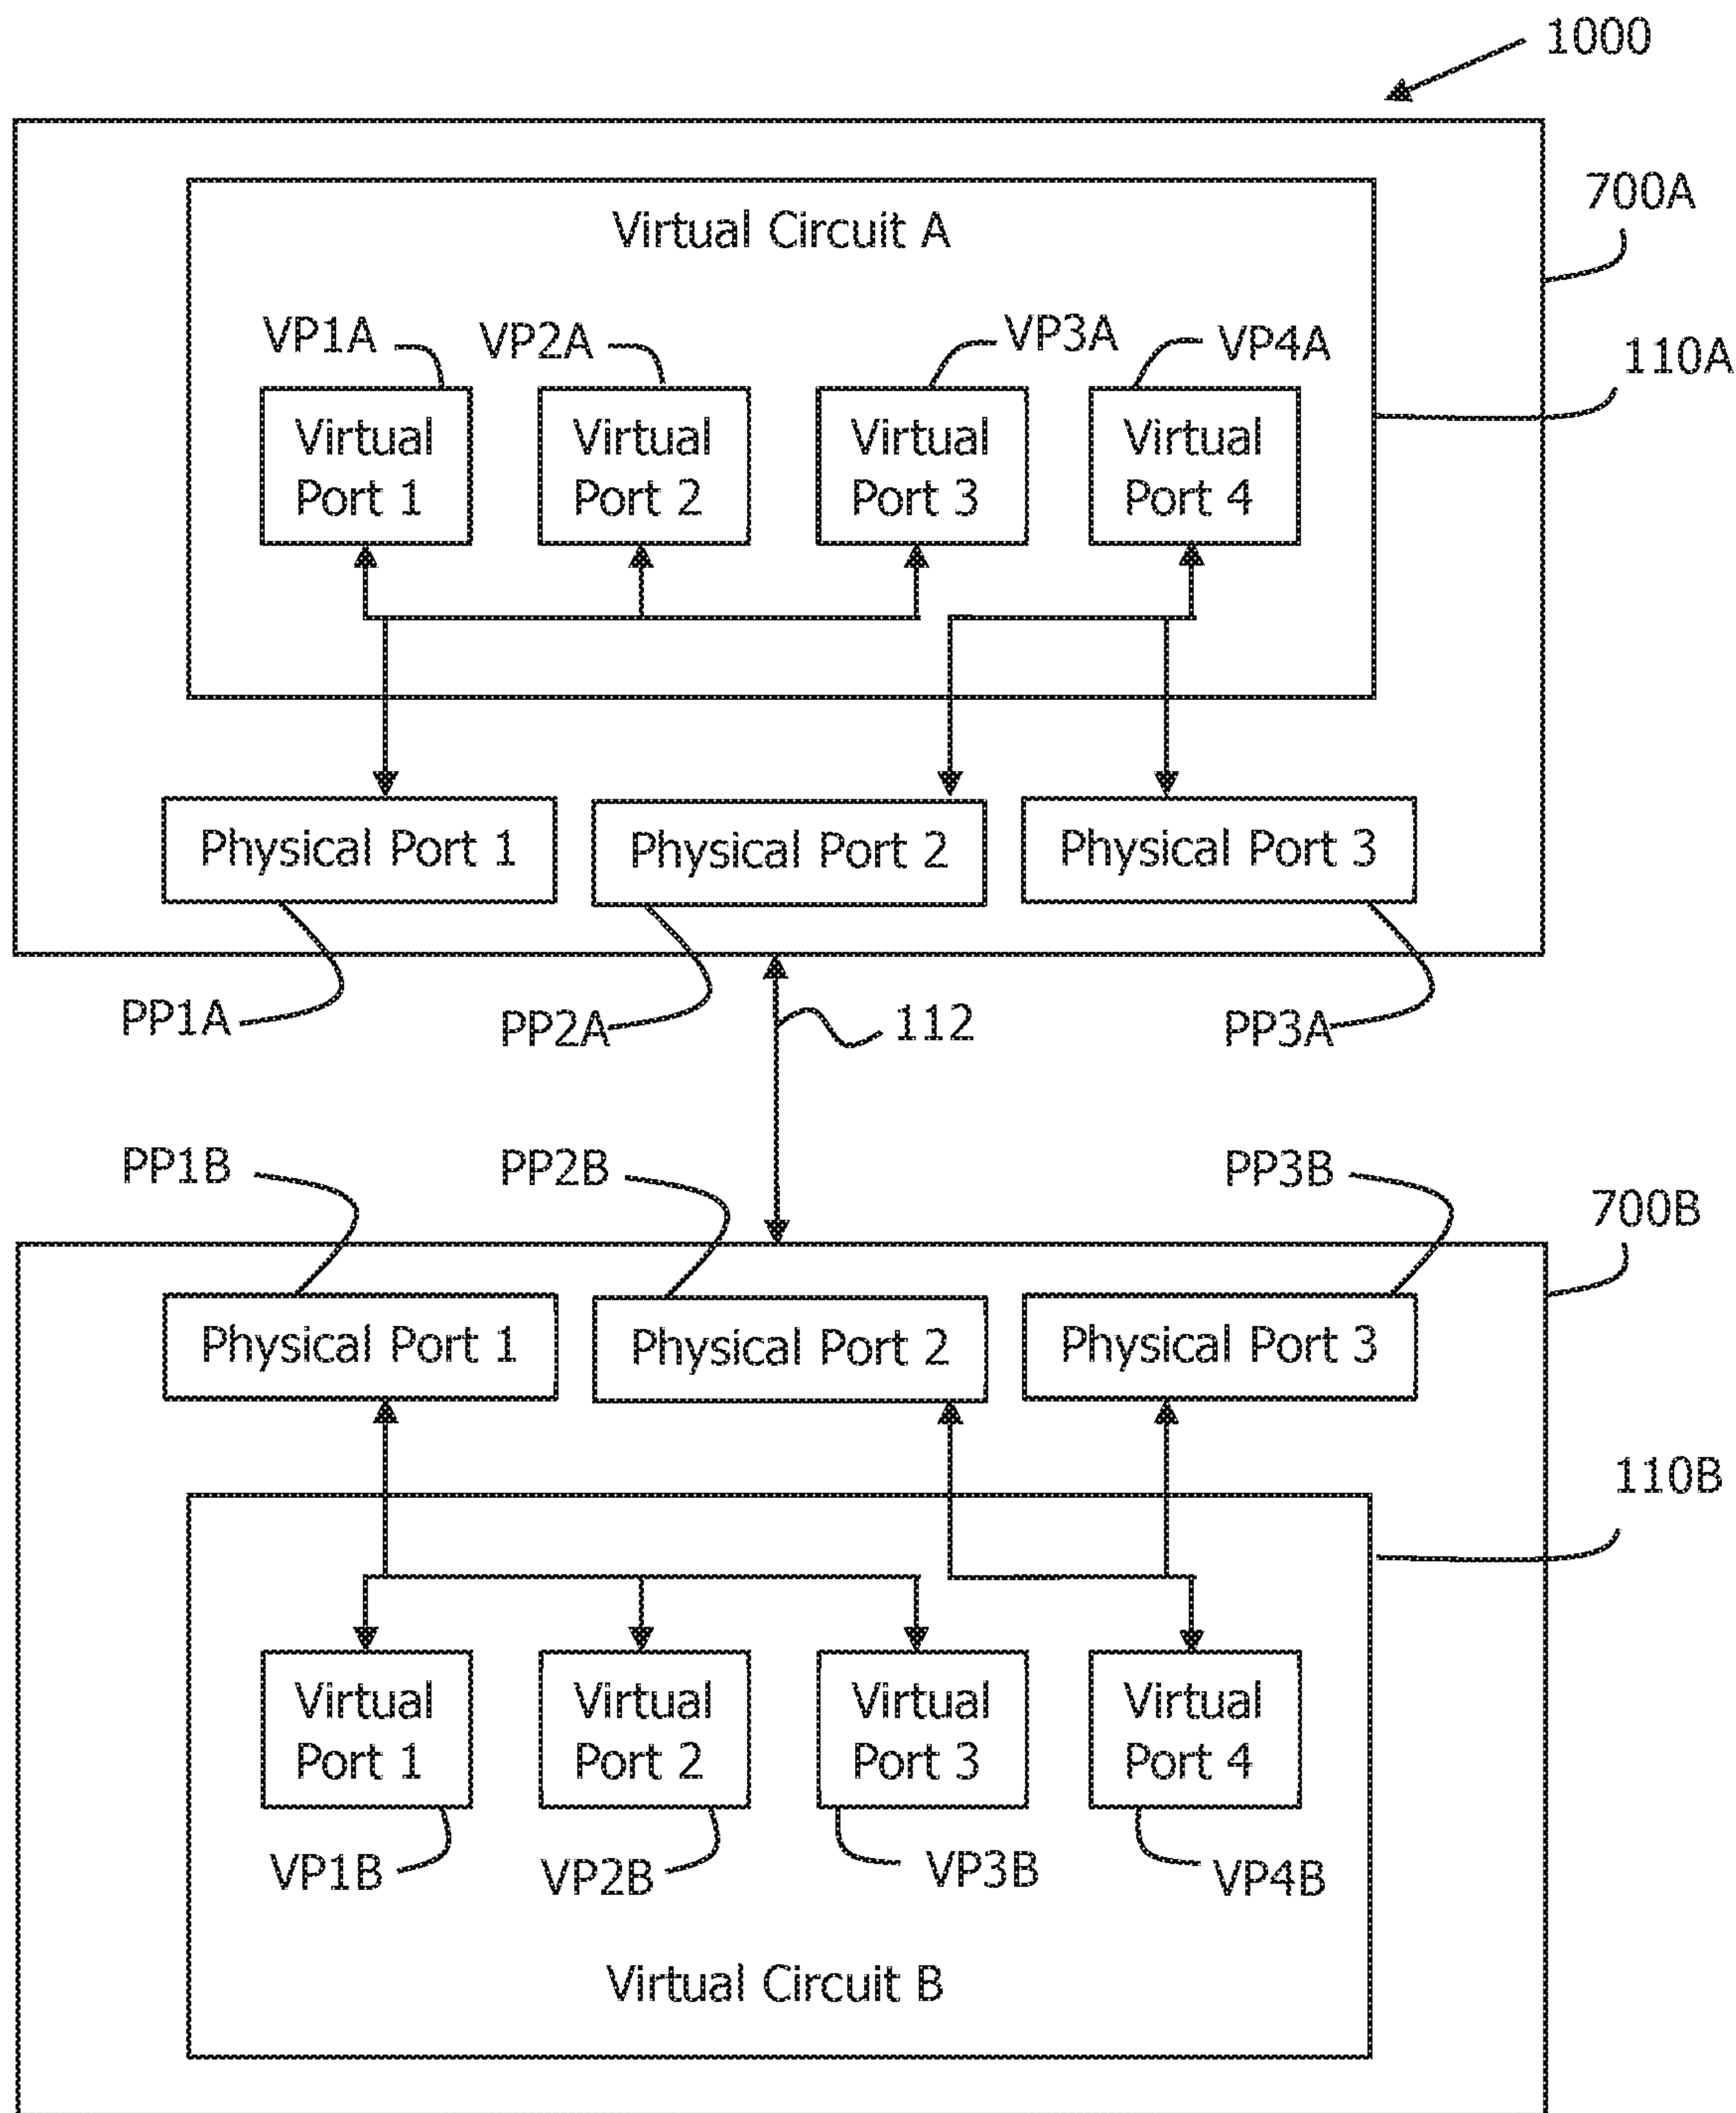 1000
700A
Virtual Circuit A
VP1A
VP2A
VP3A
VP4A
110A
Virtual
Port 1
Virtual
Port 2
Virtual
Port 3
Virtual
Port 4
Physical Port 1
Physical Port 2
Physical Port 3
PP1A
PP2A
112
PP3A
PP1B
PP2B
PP3B
700B
Physical Port 1
Physical Port 2
Physical Port 3
110B
Virtual
Port 1
Virtual
Port 2
Virtual
Port 3
Virtual
Port 4
VP1B
VP2B
VP3B
VP4B
Virtual Circuit B